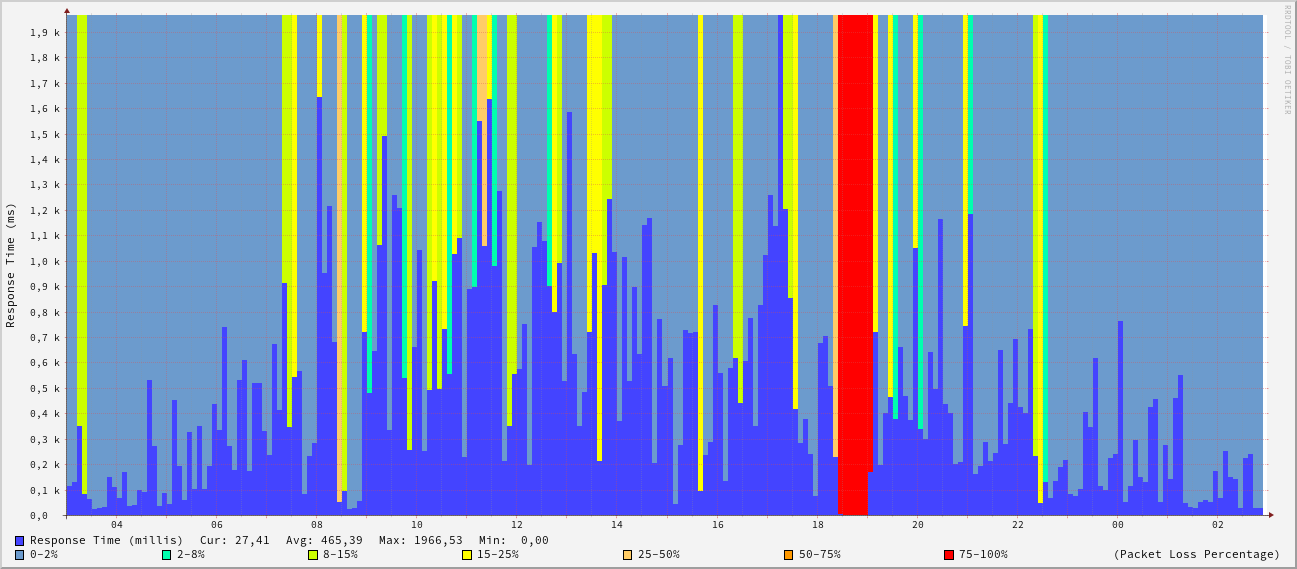 RRDTOOL / TOBI OETIKER
Response Time (ms)
1,9 k
1,8 k
1,7 k
1,6 k
1,5 k
1,4 k
1,3 k
1,2 k
1,1 k
1,0 k
0,9 k
0,8 k
0,7 k
0,6 k
0,5 k
0,4 k
0,3 k
0,2 k
0,1 k
0,0
04 06 08 10 12 14 16 18 20 22 00 02
Response Time (millis) Cur: 27,41 Avg: 465,39 Max: 1966,53 Min: 0,00
0-2% 2-8% 8-15% 15-25% 25-50% 50-75% 75-100% (Packet Loss Percentage)